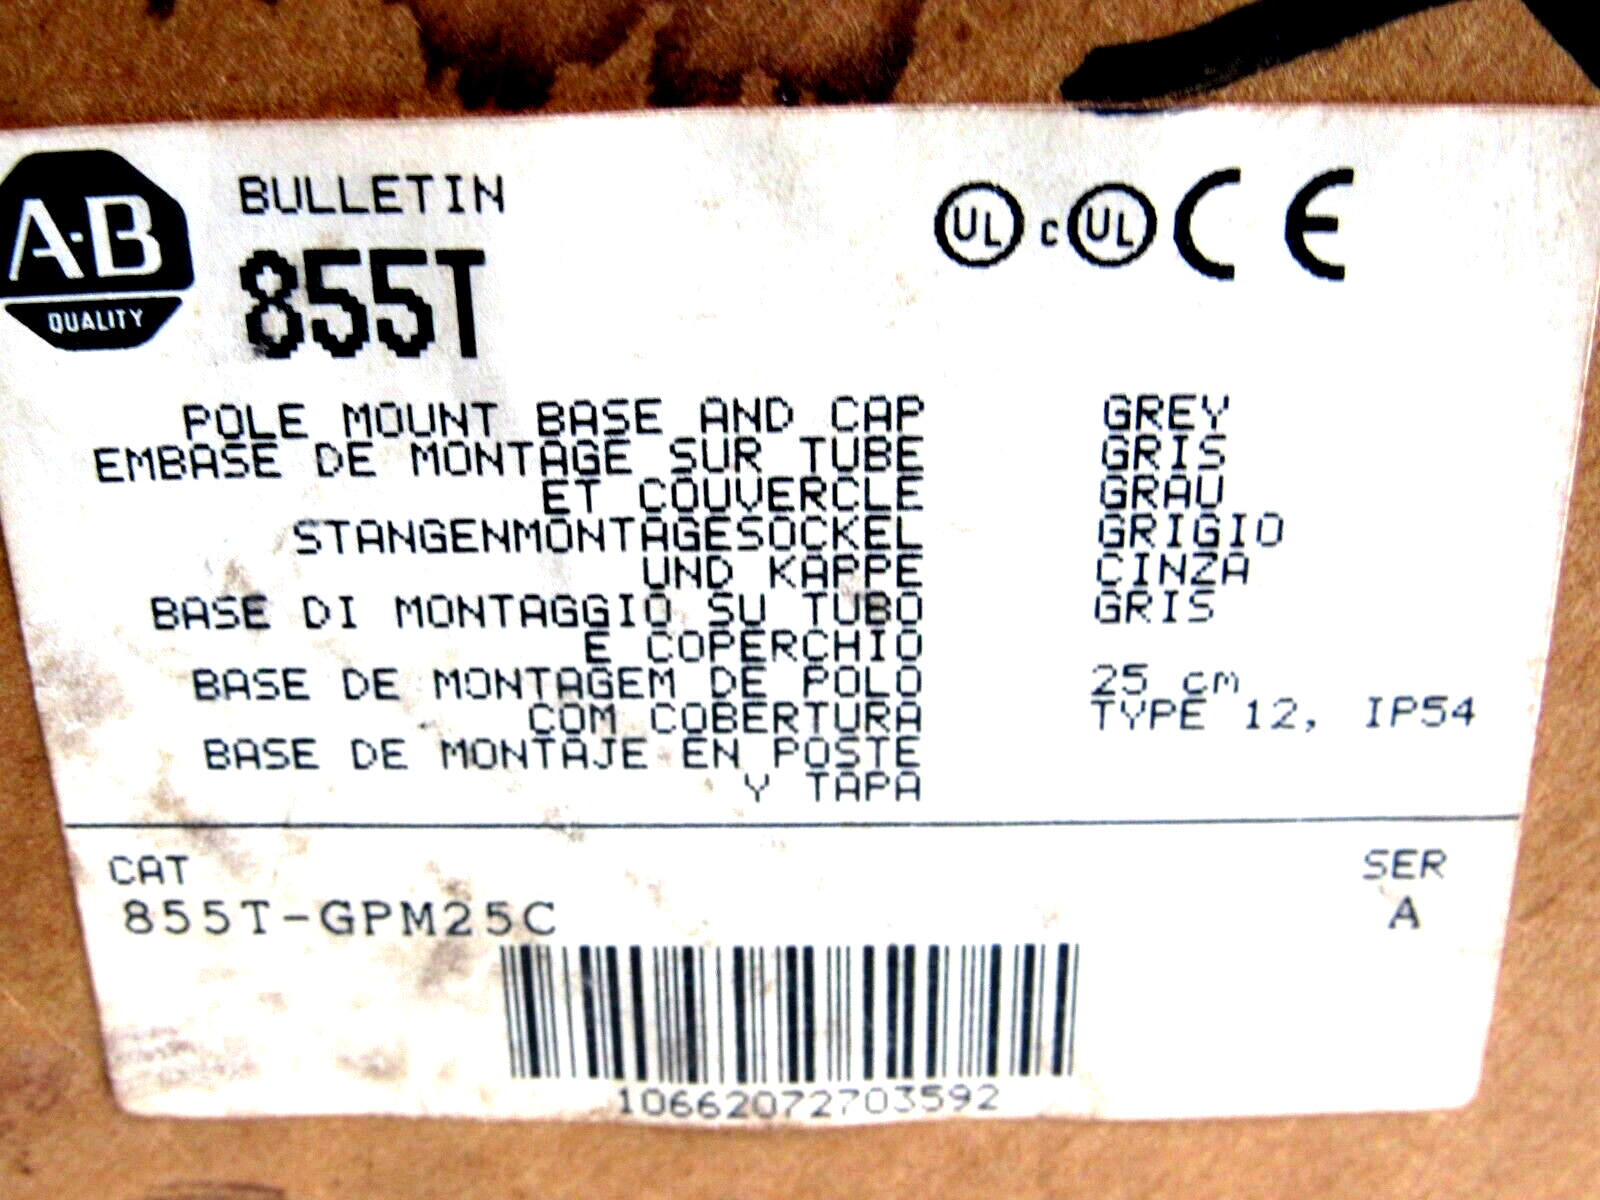 A-B
QUALITY
BULLETIN
855T
UL c UL CE
POLE MOUNT BASE AND CAP
EMBASE DE MONTAGE SUR TUBE
ET COUVERCLE
STANGENMONTAGESOCKEL
UND KAPPE
BASE DI MONTAGGIO SU TUBO
E COPERCHIO
BASE DE MONTAGEM DE POLO
COM COBERTURA
BASE DE MONTAJE EN POSTE
Y TAPA
GREY
GRIS
GRAU
GRIGIO
CINZA
GRIS
25 cm
TYPE 12, IP54
CAT
855T-GPM25C
SER
A
10662072703592